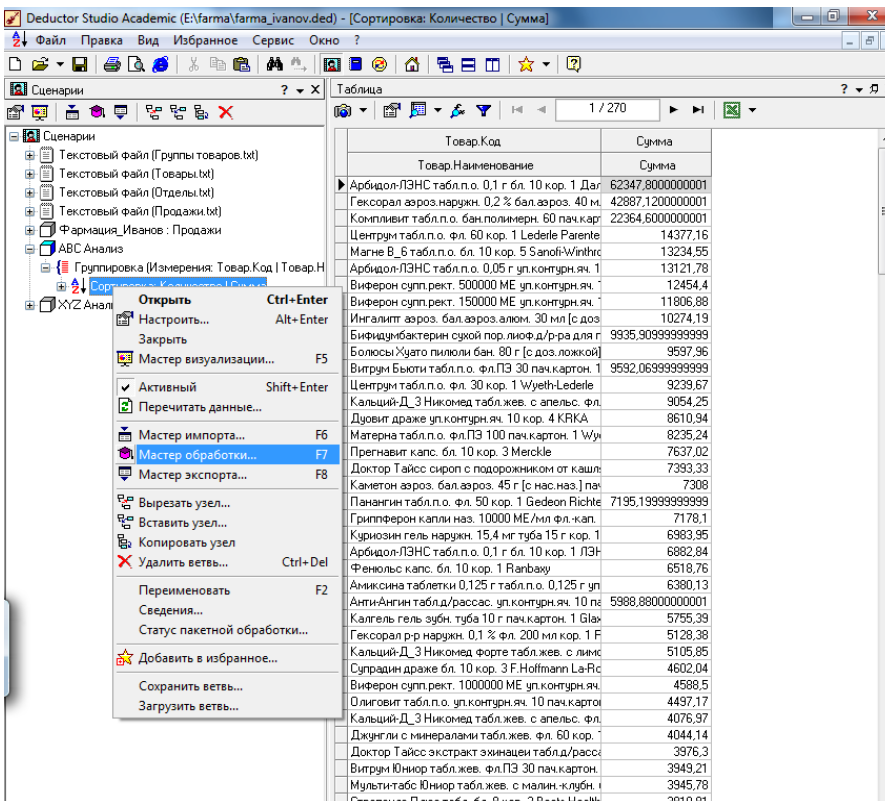 Deductor Studio Academic (E:\farma\farma_ivanov.ded) - [Сортировка: Количество | Сумма]
Файл Правка Вид Избранное Сервис Окно ?
Сценарии ?
Таблица ?
1 / 270
Сценарии
Текстовый файл (Группы товаров.txt)
Текстовый файл (Товары.txt)
Текстовый файл (Отделы.txt)
Текстовый файл (Продажи.txt)
Фармация_Иванов : Продажи
ABC Анализ
Группировка (Измерения: Товар.Код | Товар.Н
Сортировка: Количество | Сумма
XYZ Анал
Открыть Ctrl+Enter
Настроить... Alt+Enter
Закрыть
Мастер визуализации... F5
Активный Shift+Enter
Перечитать данные...
Мастер импорта... F6
Мастер обработки... F7
Мастер экспорта... F8
Вырезать узел...
Вставить узел...
Копировать узел
Удалить ветвь... Ctrl+Del
Переименовать F2
Сведения...
Статус пакетной обработки...
Добавить в избранное...
Сохранить ветвь...
Загрузить ветвь...
Товар.Код Сумма
Товар.Наименование Сумма
Арбидол-ЛЭНС табл.п.о. 0,1 г бл. 10 кор. 1 Дал 62347,8000000001
Гексорал аэроз.наружн. 0,2 % бал.аэроз. 40 м. 42887,1200000001
Компливит табл.п.о. бан.полимерн. 60 пач.карт 22364,6000000001
Центрум табл.п.о. фл. 60 кор. 1 Lederle Parente 14377,16
Магне В_6 табл.п.о. бл. 10 кор. 5 Sanofi-Winthro 13234,55
Арбидол-ЛЭНС табл.п.о. 0,05 г уп.контурн.яч. 1 13121,78
Виферон супп.рект. 500000 МЕ уп.контурн.яч. 12454,4
Виферон супп.рект. 150000 МЕ уп.контурн.яч. 11806,88
Ингалипт аэроз. бал.аэроз.алюм. 30 мл [с доз 10274,19
Бифидумбактерин сухой пор.лиоф.д/р-ра для г 9935,90999999999
Болюсы Хуато пилюли бан. 80 г [с доз.ложкой] 9597,96
Витрум Бьюти табл.п.о. фл.ПЭ 30 пач.картон. 1 9592,06999999999
Центрум табл.п.о. фл. 30 кор. 1 Wyeth-Lederle 9239,67
Кальций-Д_3 Никомед табл.жев. с апельс. фл. 9054,25
Дуовит драже уп.контурн.яч. 10 кор. 4 KRKA 8610,94
Матерна табл.п.о. фл.ПЭ 100 пач.картон. 1 Wy 8235,24
Прегнавит капс. бл. 10 кор. 3 Merckle 7637,02
Доктор Тайсс сироп с подорожником от кашл 7393,33
Каметон аэроз. бал.аэроз. 45 г [с нас.наз.] пач 7308
Панангин табл.п.о. фл. 50 кор. 1 Gedeon Richte 7195,19999999999
Гриппферон капли наз. 10000 МЕ/мл фл.-кап. 7178,1
Куриозин гель наружн. 15,4 мг туба 15 г кор. 1 6983,95
Арбидол-ЛЭНС табл.п.о. 0,1 г бл. 10 кор. 1 ЛЭН 6882,84
Фенюльс капс. бл. 10 кор. 1 Ranbaxy 6518,76
Амиксина таблетки 0,125 г табл.п.о. 0,125 г уп 6380,13
Анти-Ангин табл.д/рассас. уп.контурн.яч. 10 па 5988,88000000001
Калгель гель зубн. туба 10 г пач.картон. 1 Glax 5755,39
Гексорал р-р наружн. 0,1 % фл. 200 мл кор. 1 F 5128,38
Кальций-Д_3 Никомед форте табл.жев. с лимо 5105,85
Супрадин драже бл. 10 кор. 3 F.Hoffmann La-Ro 4602,04
Виферон супп.рект. 1000000 МЕ уп.контурн.яч. 4588,5
Олиговит табл.п.о. уп.контурн.яч. 10 пач.картон 4497,17
Кальций-Д_3 Никомед табл.жев. с апельс. фл. 4076,97
Джунгли с минералами табл.жев. фл. 60 кор. 4044,14
Доктор Тайсс экстракт эхинацеи табл.д/расса 3976,3
Витрум Юниор табл.жев. фл.ПЭ 30 пач.картон. 3949,21
Мульти-табс Юниор табл.жев. с малин.-клубн. 3945,78